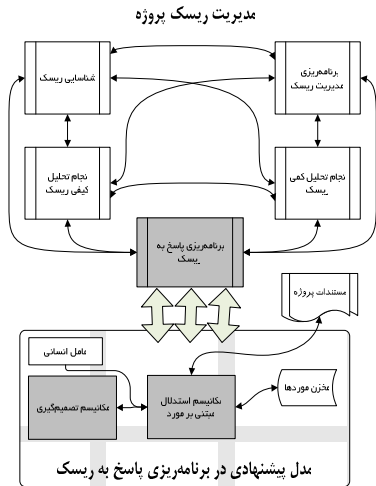 مدیریت ریسک پروژه
برنامه‌ریزی
مدیریت ریسک
شناسایی ریسک
نجام تحلیل کمی
ریسک
نجام تحلیل
کیفی ریسک
برنامه‌ریزی پاسخ به
ریسک
مستندات پروژه
عامل انسانی
مکانیسم استدلال
مبتنی بر مورد
مکانیسم تصمیم‌گیری
مخزن موردها
مدل پیشنهادی در برنامه‌ریزی پاسخ به ریسک